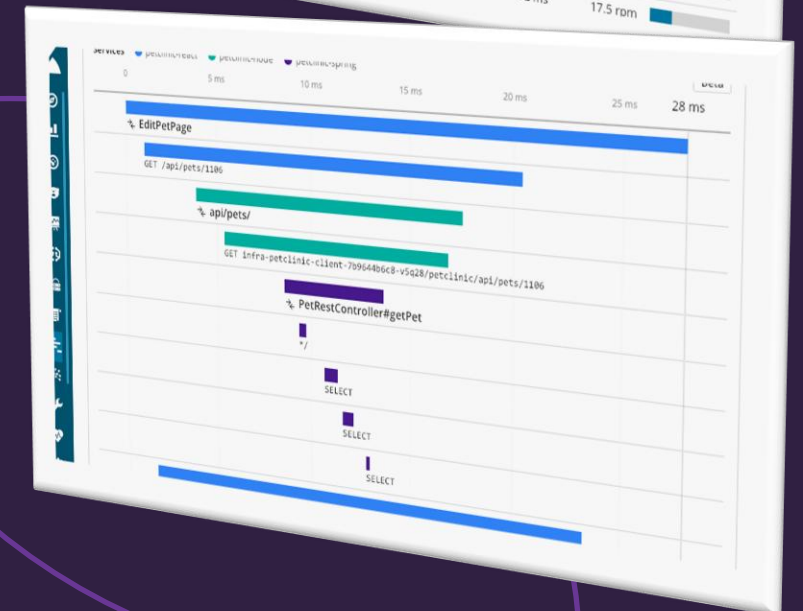 17.5 rpm
Services petclinic-react petclinic-node petclinic-spring
Beta
0 5 ms 10 ms 15 ms 20 ms 25 ms 28 ms
EditPetPage
GET /api/pets/1106
api/pets/
GET infra-petclinic-client-7b9644b6c8-v5q28/petclinic/api/pets/1106
PetRestController#getPet
*/
SELECT
SELECT
SELECT